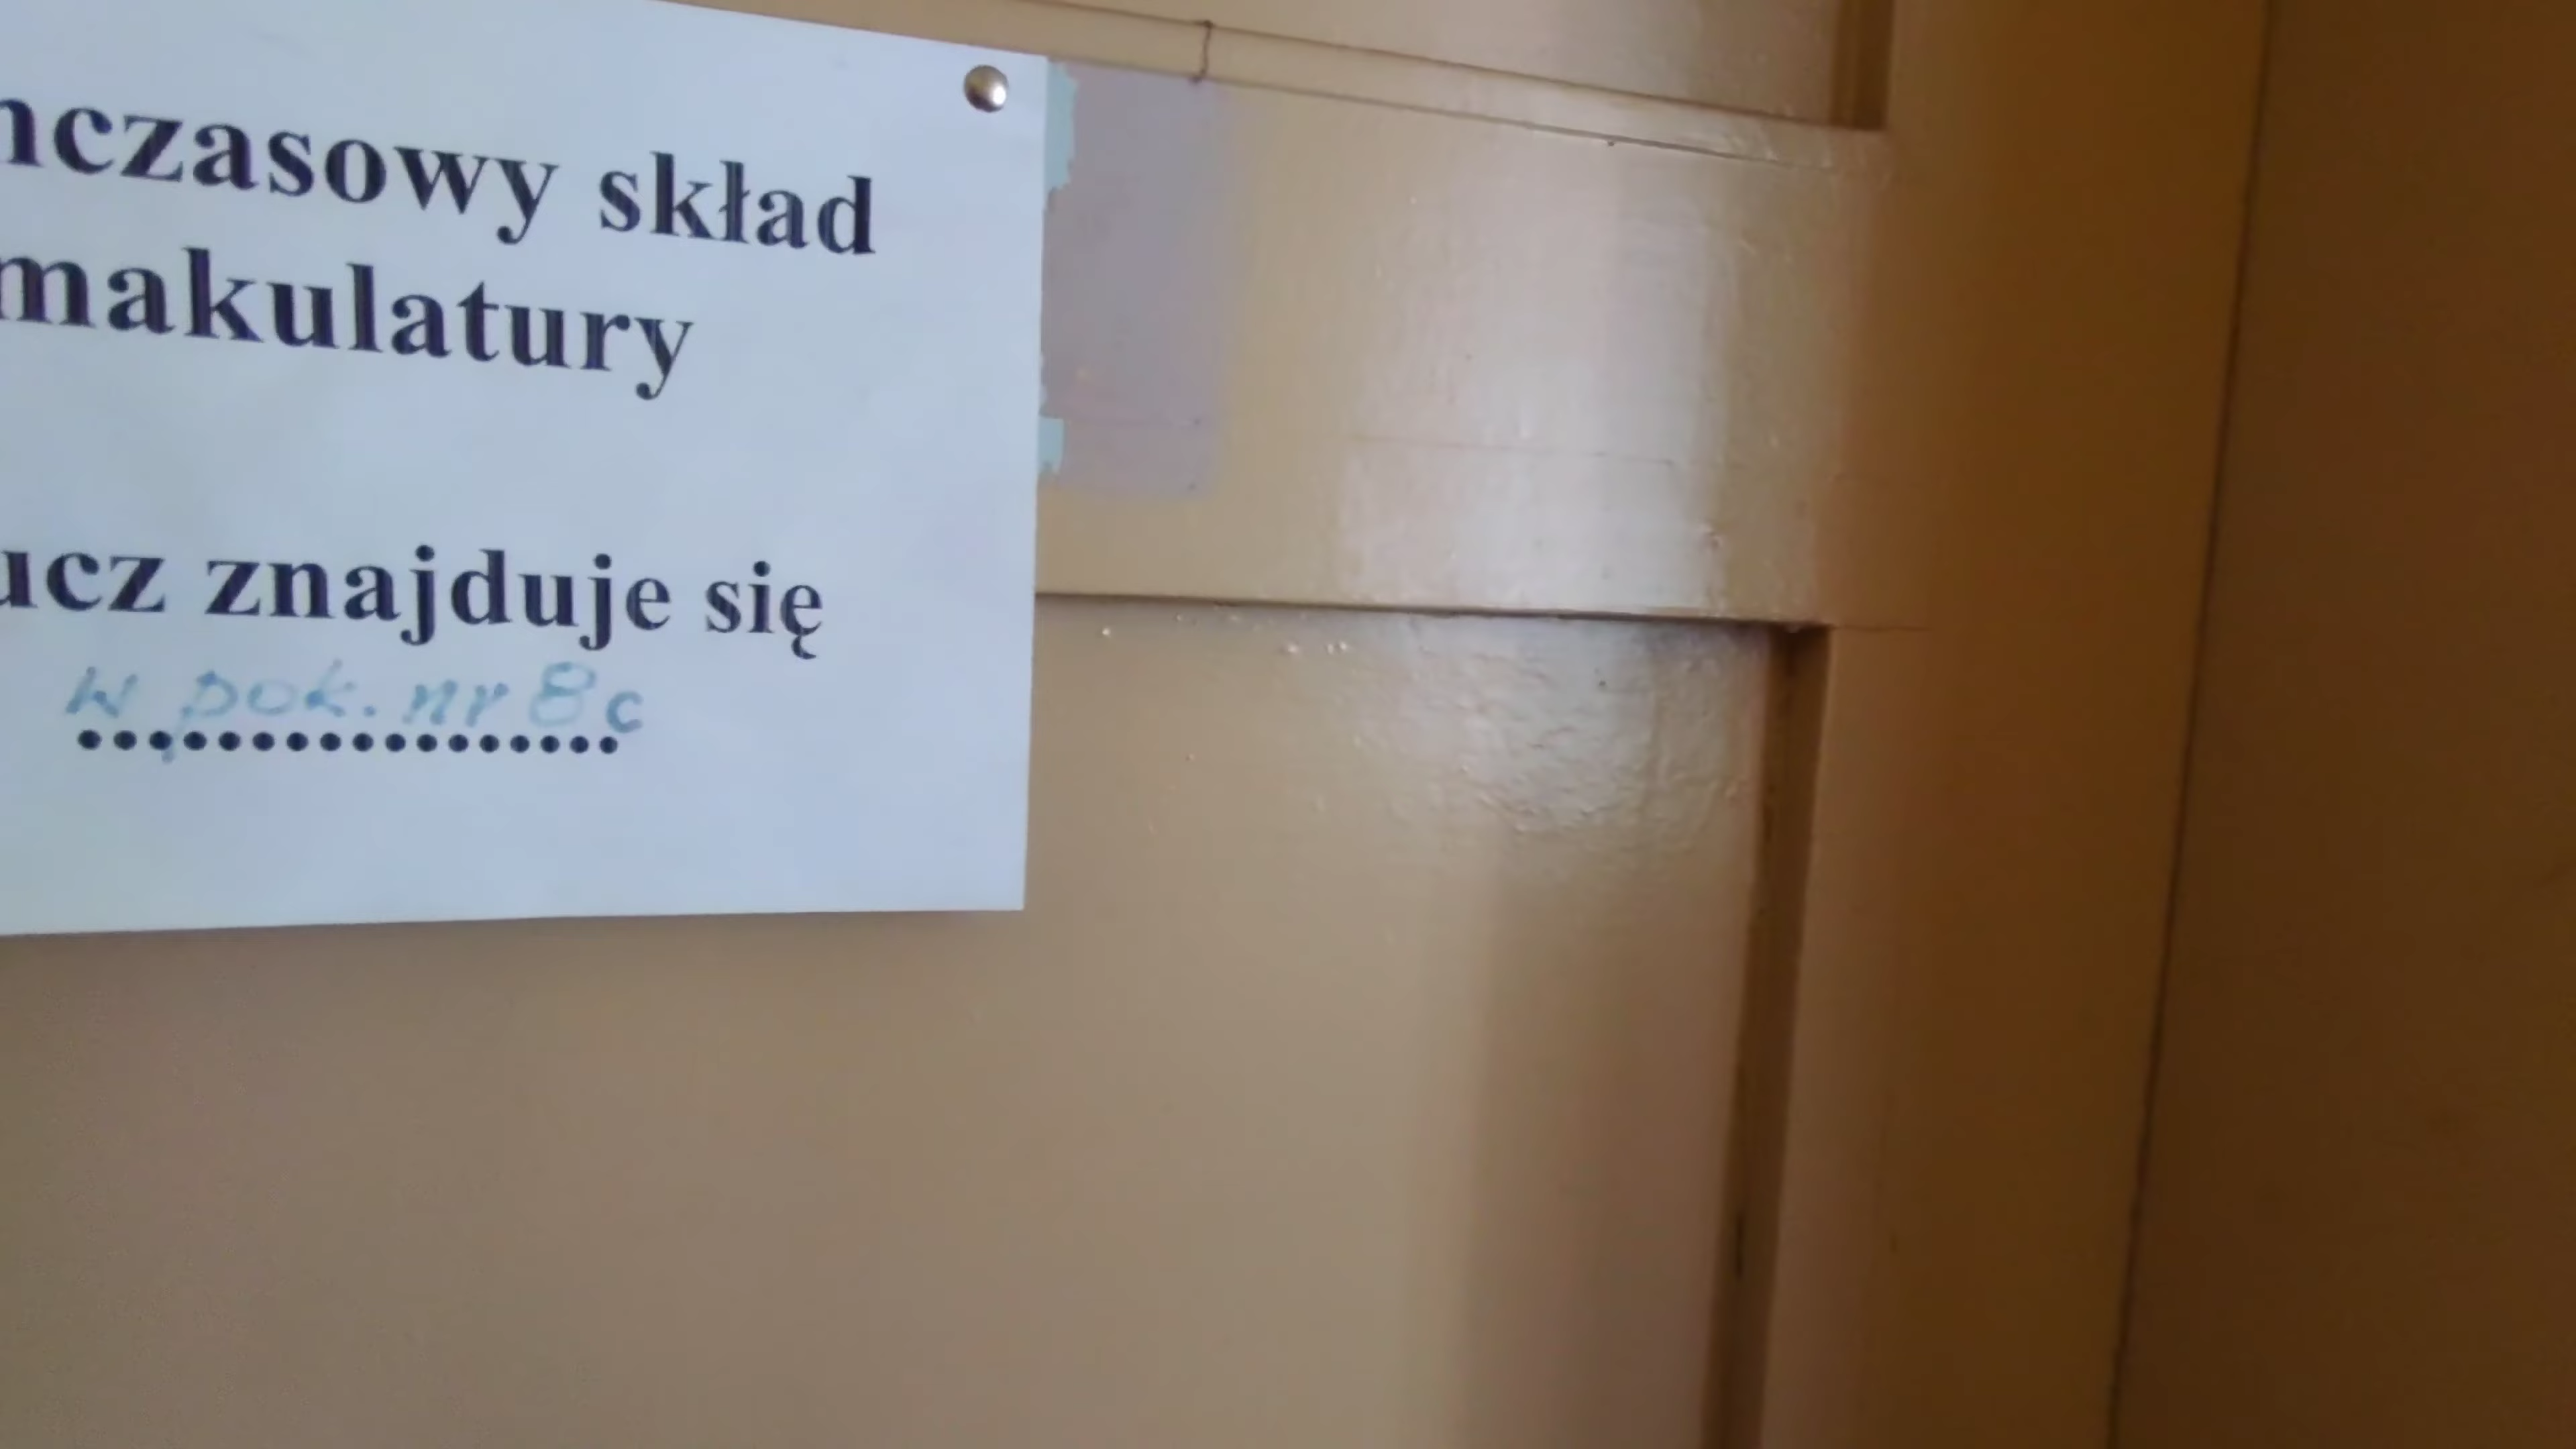 nczasowy skład
makulatury
ucz znajduje się
w pok. nr 8c